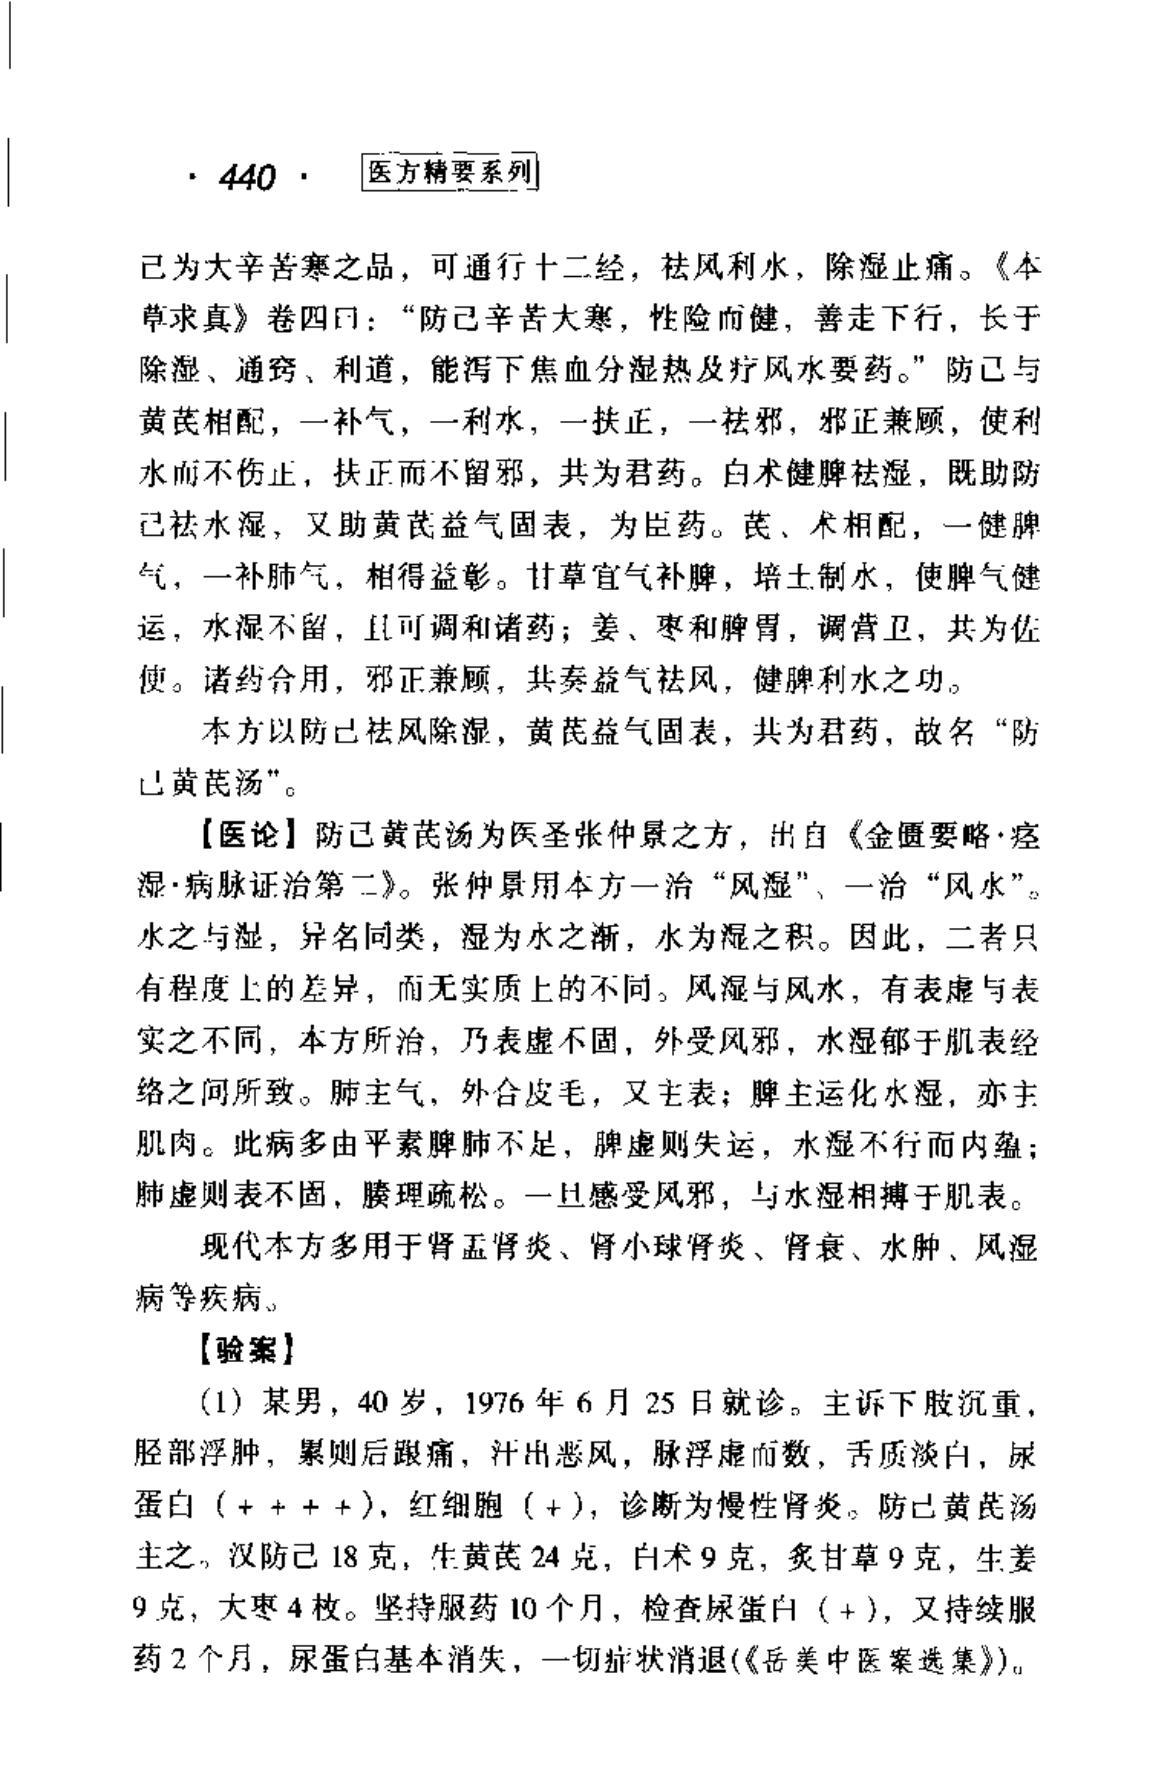 · 440 · 医方精要系列
己为大辛苦寒之品，可通行十二经，祛风利水，除湿止痛。《本
草求真》卷四曰：“防己辛苦大寒，性险而健，善走下行，长于
除湿、通窍、利道，能泻下焦血分湿热及疗风水要药。”防己与
黄芪相配，一补气，一利水，一扶正，一祛邪，邪正兼顾，使利
水而不伤正，扶正而不留邪，共为君药。白术健脾祛湿，既助防
己祛水湿，又助黄芪益气固表，为臣药。芪、术相配，一健脾
气，一补肺气，相得益彰。甘草宜气补脾，培土制水，使脾气健
运，水湿不留，且可调和诸药；姜、枣和脾胃，调营卫，共为佐
使。诸药合用，邪正兼顾，共奏益气祛风，健脾利水之功。
本方以防己祛风除湿，黄芪益气固表，共为君药，故名“防
己黄芪汤”。
【医论】防己黄芪汤为医圣张仲景之方，出自《金匮要略·痉
湿·病脉证治第二》。张仲景用本方一治“风湿”、一治“风水”。
水之与湿，异名同类，湿为水之渐，水为湿之积。因此，二者只
有程度上的差异，而无实质上的不同。风湿与风水，有表虚与表
实之不同，本方所治，乃表虚不固，外受风邪，水湿郁于肌表经
络之间所致。肺主气，外合皮毛，又主表；脾主运化水湿，亦主
肌肉。此病多由平素脾肺不足，脾虚则失运，水湿不行而内蕴；
肺虚则表不固，腠理疏松。一旦感受风邪，与水湿相搏于肌表。
现代本方多用于肾盂肾炎、肾小球肾炎、肾衰、水肿、风湿
病等疾病。
【验案】
(1) 某男，40 岁，1976 年 6 月 25 日就诊。主诉下肢沉重，
胫部浮肿，累则后跟痛，汗出恶风，脉浮虚而数，舌质淡白，尿
蛋白（＋＋＋＋），红细胞（＋），诊断为慢性肾炎。防己黄芪汤
主之。汉防己 18 克，生黄芪 24 克，白术 9 克，炙甘草 9 克，生姜
9 克，大枣 4 枚。坚持服药 10 个月，检查尿蛋白（＋），又持续服
药 2 个月，尿蛋白基本消失，一切症状消退(《岳美中医案选集》)。